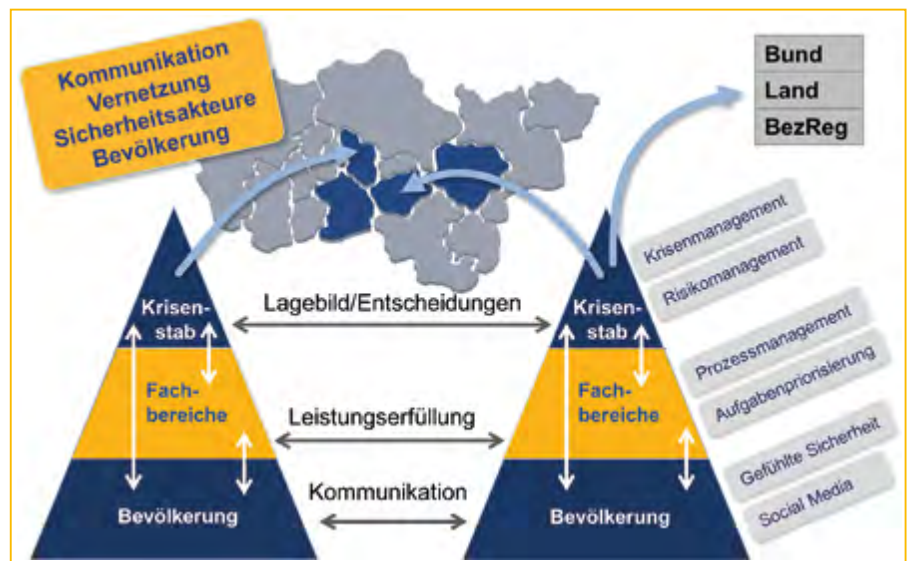 Kommunikation
Vernetzung
Sicherheitsakteure
Bevölkerung
Bund
Land
BezReg
Krisenmanagement
Risikomanagement
Prozessmanagement
Aufgabenpriorisierung
Gefühlte Sicherheit
Social Media
Krisen-
stab
Fach-
bereiche
Bevölkerung
Lagebild/Entscheidungen
Leistungserfüllung
Kommunikation
Krisen-
stab
Fach-
bereiche
Bevölkerung